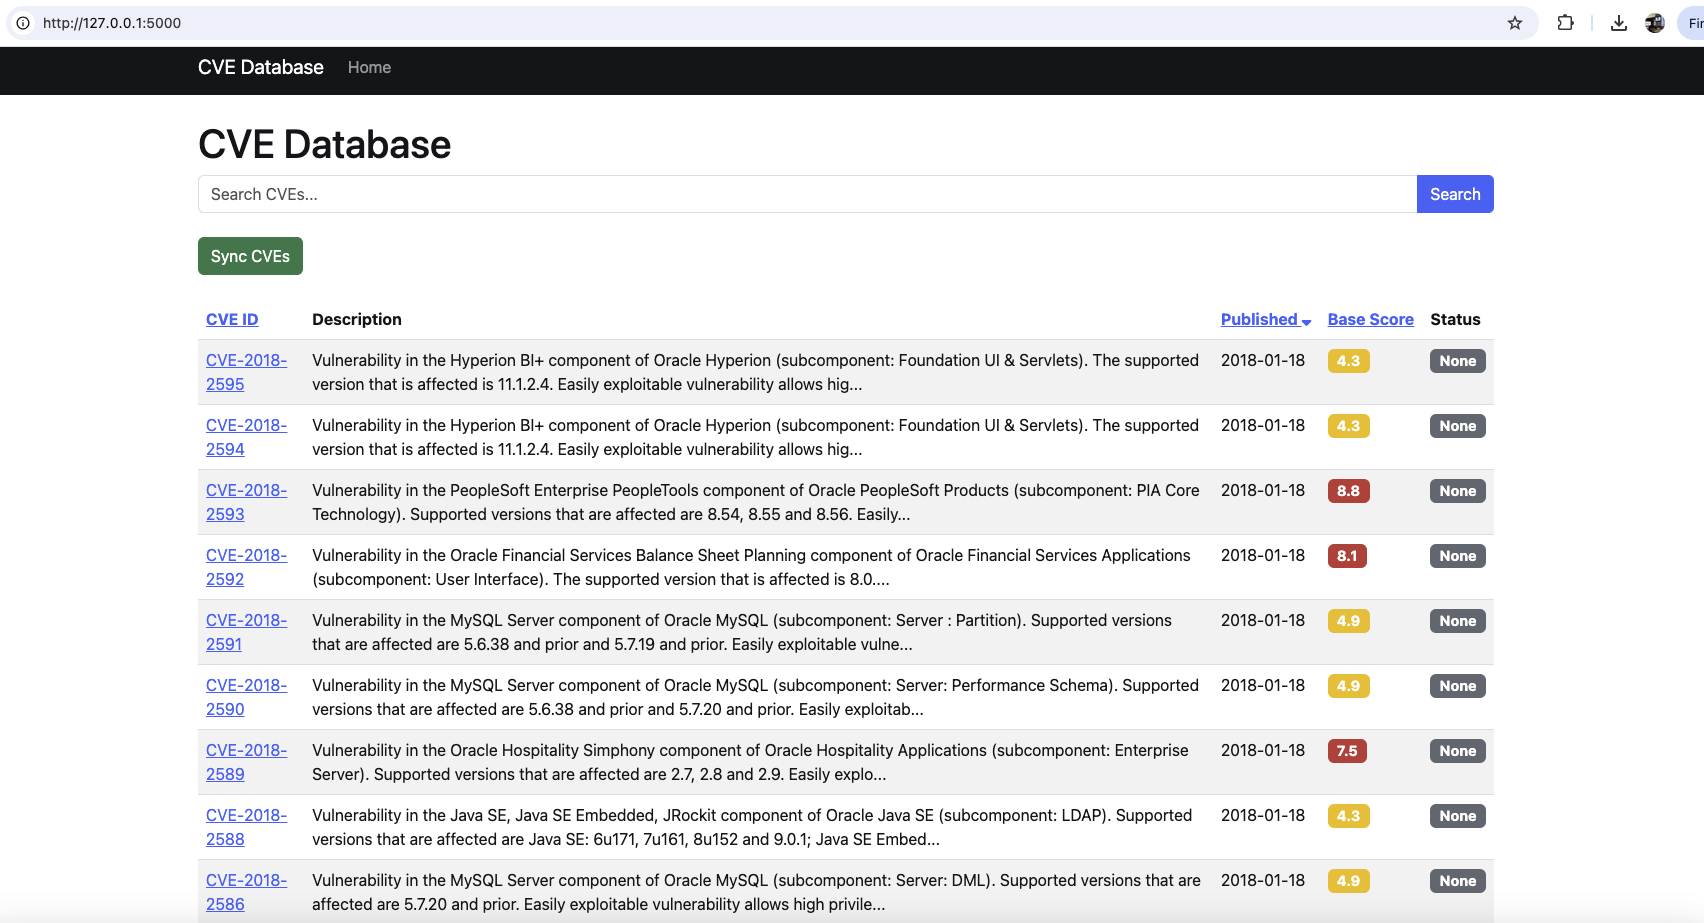 http://127.0.0.1:5000
Fir
CVE Database Home
CVE Database
Search CVEs... Search
Sync CVEs
CVE ID Description Published Base Score Status
CVE-2018- Vulnerability in the Hyperion BI+ component of Oracle Hyperion (subcomponent: Foundation UI & Servlets). The supported 2018-01-18 4.3 None
2595 version that is affected is 11.1.2.4. Easily exploitable vulnerability allows hig...
CVE-2018- Vulnerability in the Hyperion BI+ component of Oracle Hyperion (subcomponent: Foundation UI & Servlets). The supported 2018-01-18 4.3 None
2594 version that is affected is 11.1.2.4. Easily exploitable vulnerability allows hig...
CVE-2018- Vulnerability in the PeopleSoft Enterprise PeopleTools component of Oracle PeopleSoft Products (subcomponent: PIA Core 2018-01-18 8.8 None
2593 Technology). Supported versions that are affected are 8.54, 8.55 and 8.56. Easily...
CVE-2018- Vulnerability in the Oracle Financial Services Balance Sheet Planning component of Oracle Financial Services Applications 2018-01-18 8.1 None
2592 (subcomponent: User Interface). The supported version that is affected is 8.0....
CVE-2018- Vulnerability in the MySQL Server component of Oracle MySQL (subcomponent: Server : Partition). Supported versions 2018-01-18 4.9 None
2591 that are affected are 5.6.38 and prior and 5.7.19 and prior. Easily exploitable vulne...
CVE-2018- Vulnerability in the MySQL Server component of Oracle MySQL (subcomponent: Server: Performance Schema). Supported 2018-01-18 4.9 None
2590 versions that are affected are 5.6.38 and prior and 5.7.20 and prior. Easily exploitab...
CVE-2018- Vulnerability in the Oracle Hospitality Simphony component of Oracle Hospitality Applications (subcomponent: Enterprise 2018-01-18 7.5 None
2589 Server). Supported versions that are affected are 2.7, 2.8 and 2.9. Easily explo...
CVE-2018- Vulnerability in the Java SE, Java SE Embedded, JRockit component of Oracle Java SE (subcomponent: LDAP). Supported 2018-01-18 4.3 None
2588 versions that are affected are Java SE: 6u171, 7u161, 8u152 and 9.0.1; Java SE Embed...
CVE-2018- Vulnerability in the MySQL Server component of Oracle MySQL (subcomponent: Server: DML). Supported versions that are 2018-01-18 4.9 None
2586 affected are 5.7.20 and prior. Easily exploitable vulnerability allows high privile...